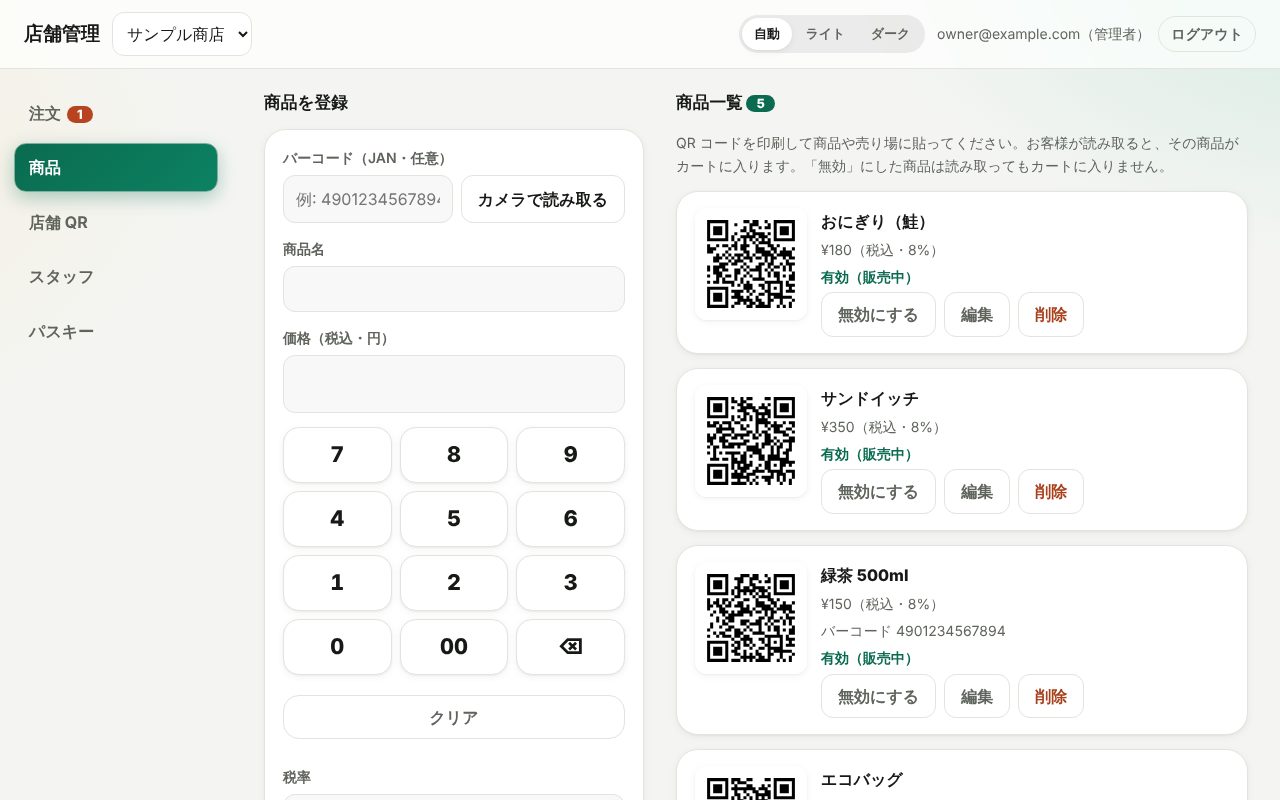 店舗管理
サンプル商店
自動
ライト
ダーク
owner@example.com（管理者）
ログアウト
注文 1
商品
店舗 QR
スタッフ
パスキー
商品を登録
バーコード（JAN・任意）
例: 490123456789
カメラで読み取る
商品名
価格（税込・円）
7
8
9
4
5
6
1
2
3
0
00
クリア
税率
商品一覧 5
QR コードを印刷して商品や売り場に貼ってください。お客様が読み取ると、その商品が
カートに入ります。「無効」にした商品は読み取ってもカートに入りません。
おにぎり（鮭）
¥180（税込・8%）
有効（販売中）
無効にする
編集
削除
サンドイッチ
¥350（税込・8%）
有効（販売中）
無効にする
編集
削除
緑茶 500ml
¥150（税込・8%）
バーコード 4901234567894
有効（販売中）
無効にする
編集
削除
エコバッグ